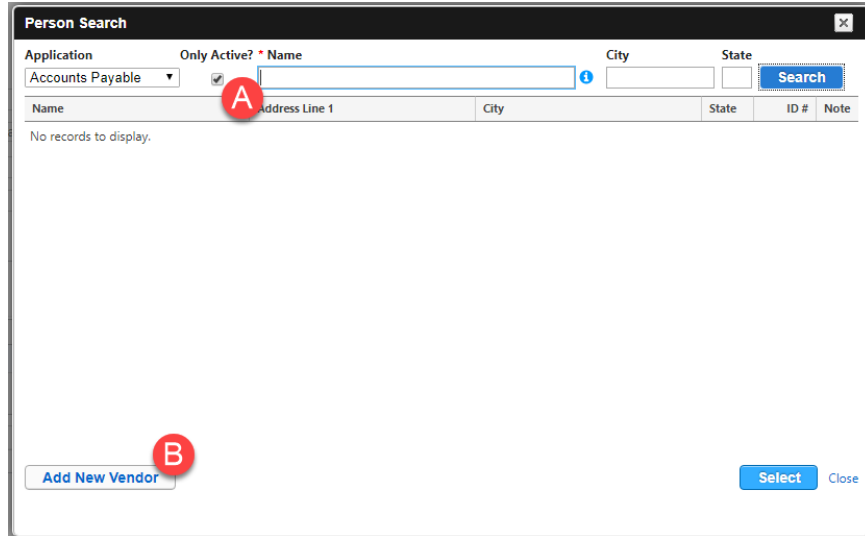 Person Search
Application Only Active? * Name City State
Accounts Payable Search
A
Name Address Line 1 City State ID # Note
No records to display.
B
Add New Vendor Select Close